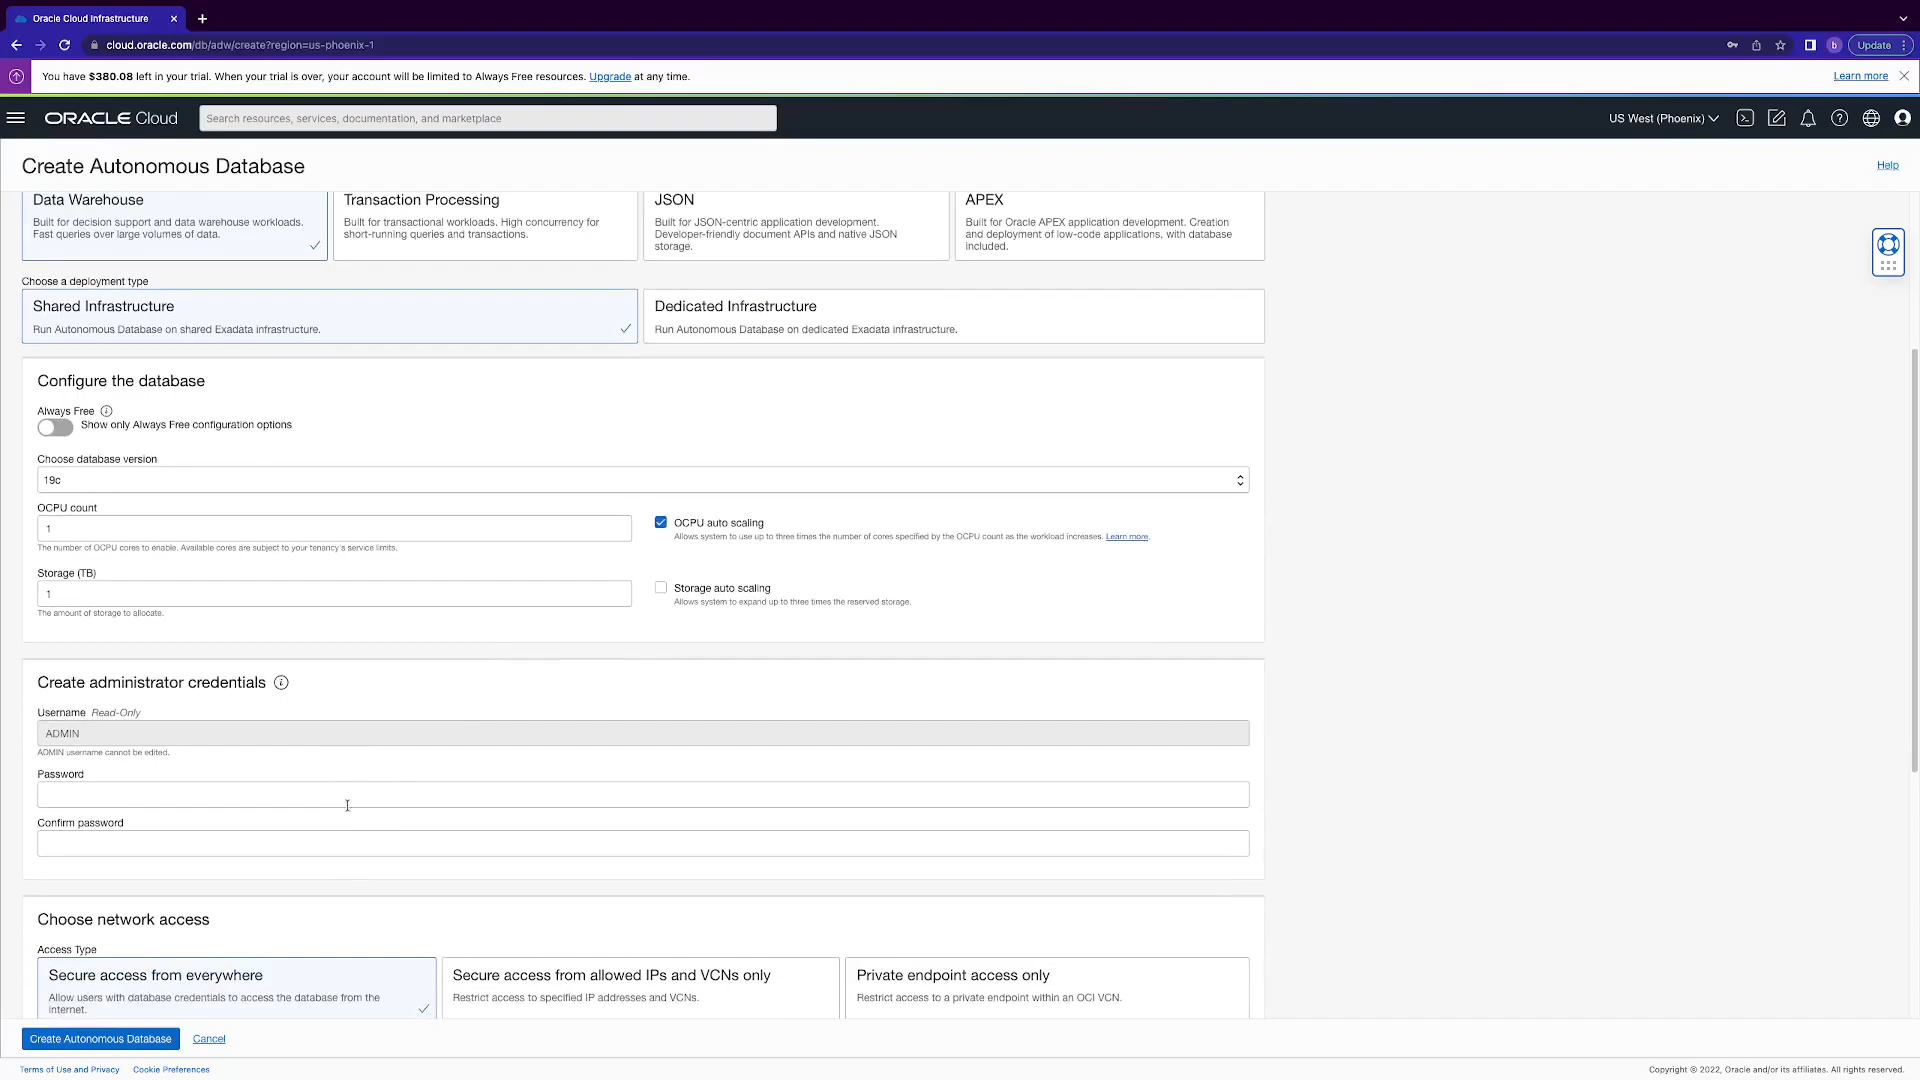 Oracle Cloud Infrastructure
cloud.oracle.com/db/adw/create?region=us-phoenix-1
b
Update
You have $380.08 left in your trial. When your trial is over, your account will be limited to Always Free resources. Upgrade at any time.
Learn more
ORACLE Cloud
Search resources, services, documentation, and marketplace
US West (Phoenix)
Create Autonomous Database
Help
Data Warehouse
Built for decision support and data warehouse workloads.
Fast queries over large volumes of data.
Transaction Processing
Built for transactional workloads. High concurrency for
short-running queries and transactions.
JSON
Built for JSON-centric application development.
Developer-friendly document APIs and native JSON
storage.
APEX
Built for Oracle APEX application development. Creation
and deployment of low-code applications, with database
included.
Choose a deployment type
Shared Infrastructure
Run Autonomous Database on shared Exadata infrastructure.
Dedicated Infrastructure
Run Autonomous Database on dedicated Exadata infrastructure.
Configure the database
Always Free
Show only Always Free configuration options
Choose database version
19c
OCPU count
1
The number of OCPU cores to enable. Available cores are subject to your tenancy's service limits.
OCPU auto scaling
Allows system to use up to three times the number of cores specified by the OCPU count as the workload increases. Learn more.
Storage (TB)
1
The amount of storage to allocate.
Storage auto scaling
Allows system to expand up to three times the reserved storage.
Create administrator credentials
Username Read-Only
ADMIN
ADMIN username cannot be edited.
Password
Confirm password
Choose network access
Access Type
Secure access from everywhere
Allow users with database credentials to access the database from the
internet.
Secure access from allowed IPs and VCNs only
Restrict access to specified IP addresses and VCNs.
Private endpoint access only
Restrict access to a private endpoint within an OCI VCN.
Create Autonomous Database
Cancel
Terms of Use and Privacy
Cookie Preferences
Copyright © 2022, Oracle and/or its affiliates. All rights reserved.